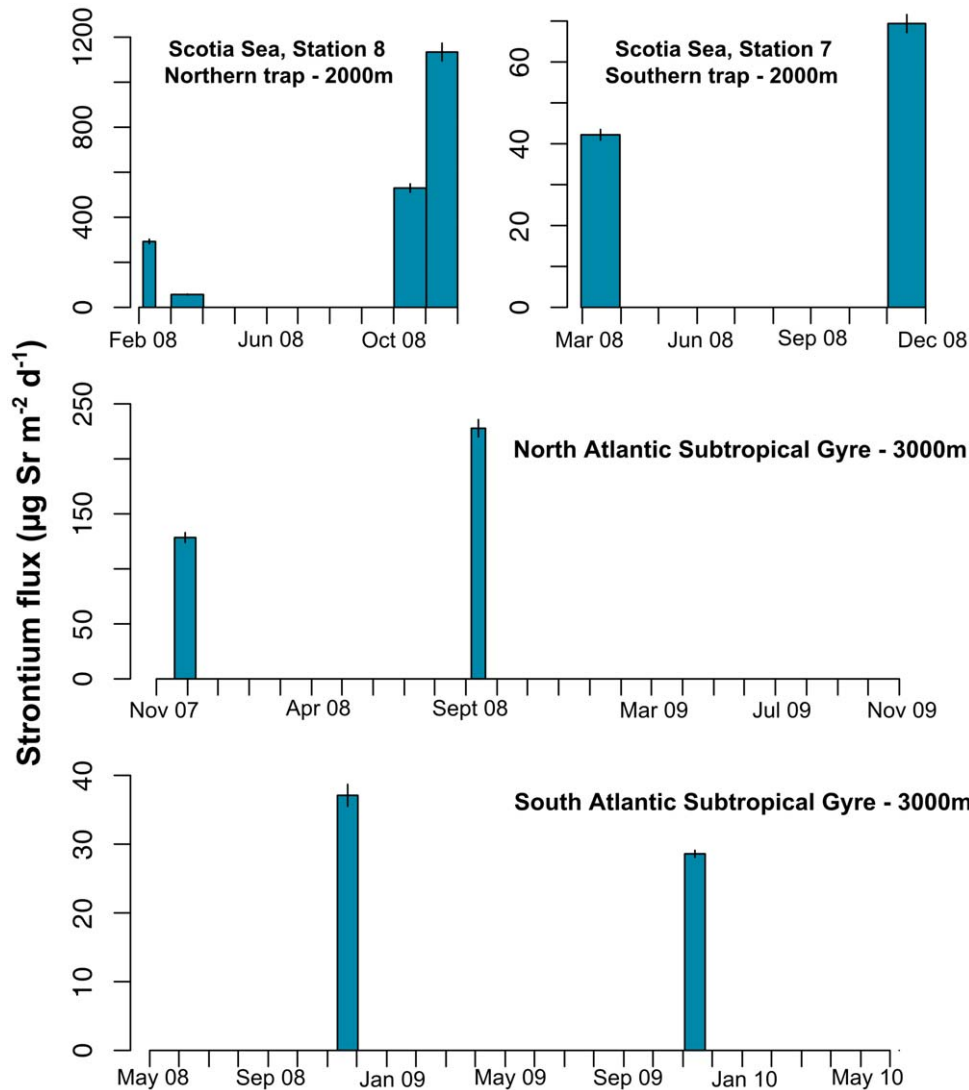 Strontium flux (µg Sr m-2 d-1)
Scotia Sea, Station 8
Northern trap - 2000m
1200
800
400
0
Feb 08 Jun 08 Oct 08
Scotia Sea, Station 7
Southern trap - 2000m
60
40
20
0
Mar 08 Jun 08 Sep 08 Dec 08
North Atlantic Subtropical Gyre - 3000m
250
150
50
0
Nov 07 Apr 08 Sept 08 Mar 09 Jul 09 Nov 09
South Atlantic Subtropical Gyre - 3000m
40
30
20
10
0
May 08 Sep 08 Jan 09 May 09 Sep 09 Jan 10 May 10